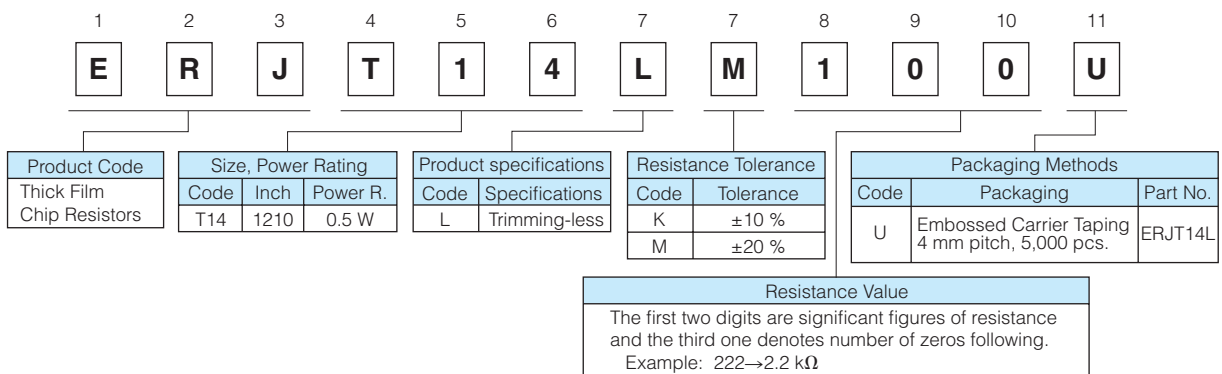 1 2 3 4 5 6 7 7 8 9 10 11
E R J T 1 4 L M 1 0 0 U
Product Code
Thick Film
Chip Resistors
Size, Power Rating
Code Inch Power R.
T14 1210 0.5 W
Product specifications
Code Specifications
L Trimming-less
Resistance Tolerance
Code Tolerance
K ±10 %
M ±20 %
Packaging Methods
Code Packaging Part No.
U Embossed Carrier Taping ERJT14L
4 mm pitch, 5,000 pcs.
Resistance Value
The first two digits are significant figures of resistance
and the third one denotes number of zeros following.
Example: 222→2.2 kΩ